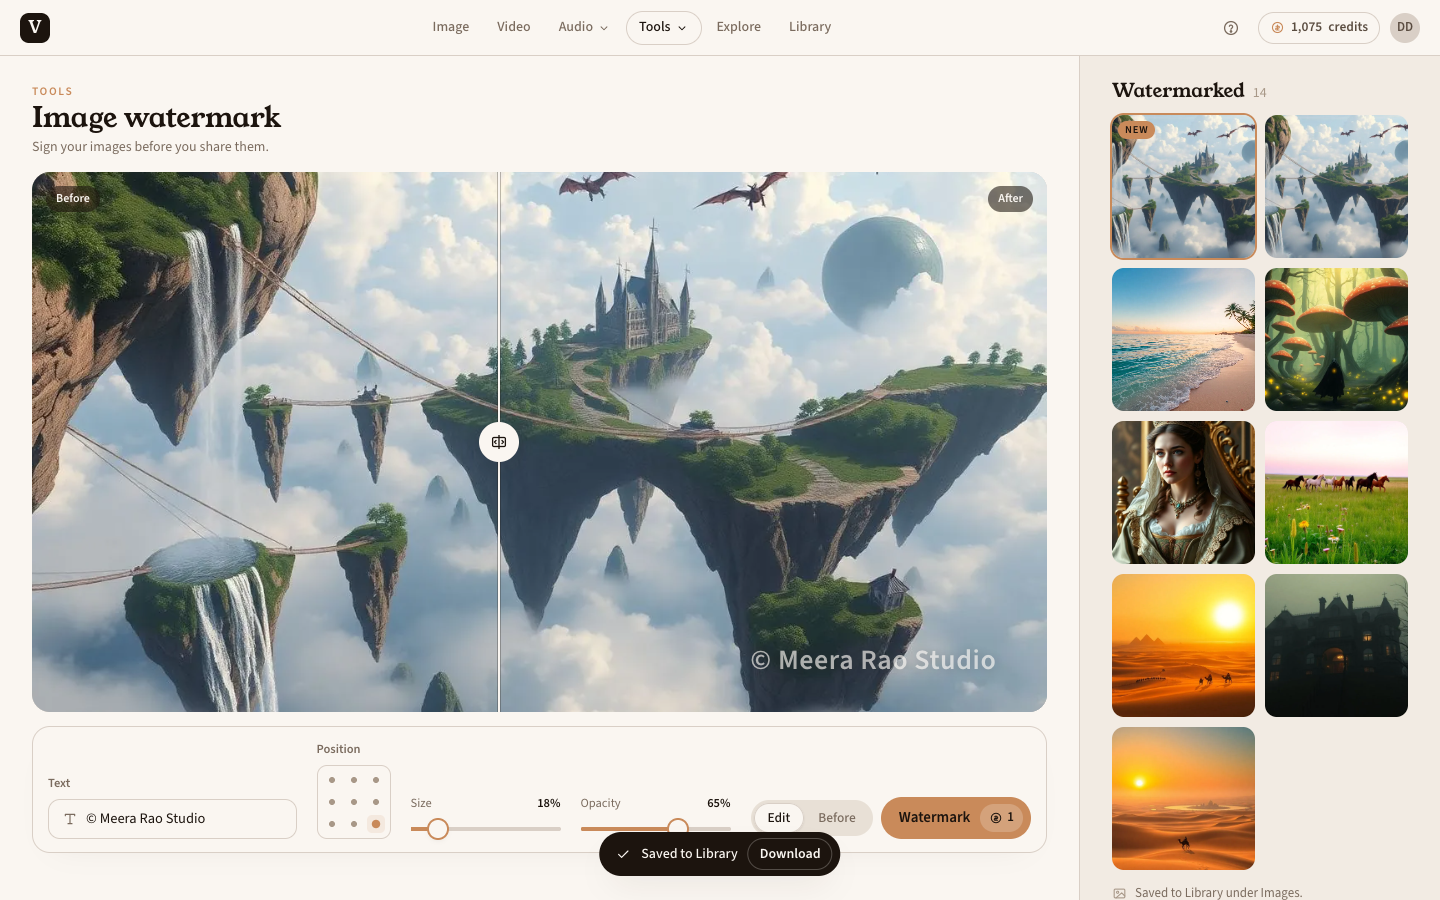 V
Image
Video
Audio
Tools
Explore
Library
1,075 credits
DD
TOOLS
Image watermark
Sign your images before you share them.
Before
After
© Meera Rao Studio
Position
Text
© Meera Rao Studio
Size
18%
Opacity
65%
Edit
Before
Watermark
1
Saved to Library
Download
Watermarked 14
NEW
Saved to Library under Images.